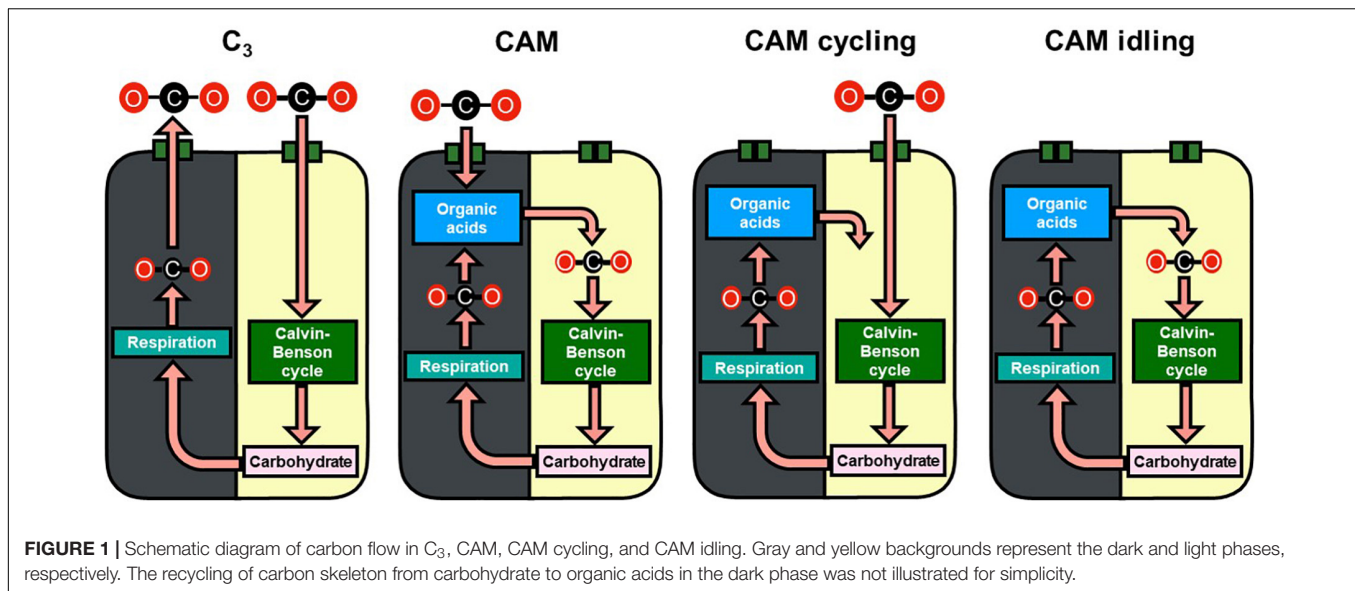 C₃
CAM
CAM cycling
CAM idling
O C O
O C O
O C O
O C O
Organic
acids
Organic
acids
Organic
acids
O C O
O C O
O C O
O C O
O C O
O C O
Respiration
Calvin-
Benson
cycle
Respiration
Calvin-
Benson
cycle
Respiration
Calvin-
Benson
cycle
Respiration
Calvin-
Benson
cycle
Carbohydrate
Carbohydrate
Carbohydrate
Carbohydrate
FIGURE 1 | Schematic diagram of carbon flow in C₃, CAM, CAM cycling, and CAM idling. Gray and yellow backgrounds represent the dark and light phases,
respectively. The recycling of carbon skeleton from carbohydrate to organic acids in the dark phase was not illustrated for simplicity.